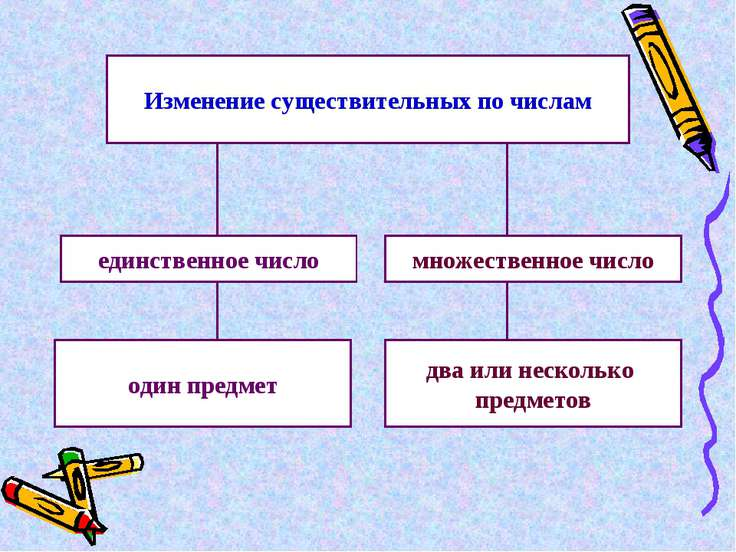 Изменение существительных по числам
единственное число
множественное число
один предмет
два или несколько
предметов